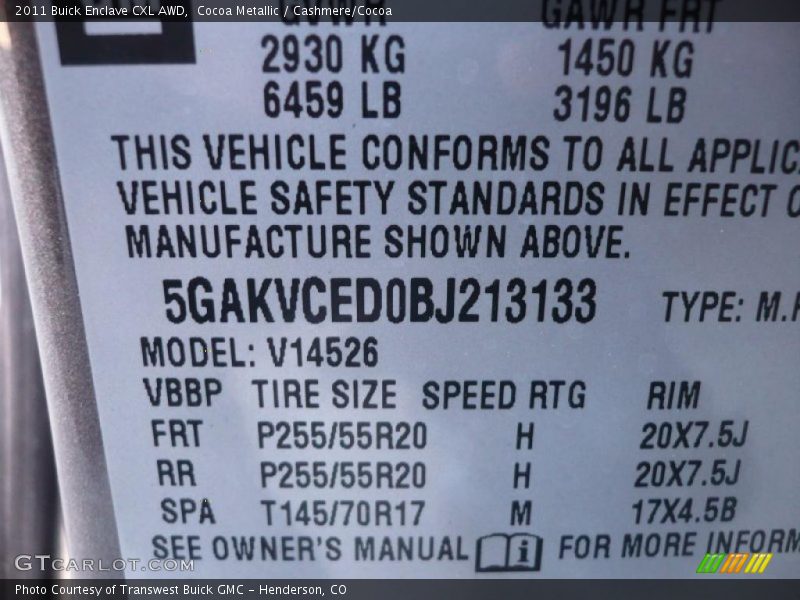 2011 Buick Enclave CXL AWD, Cocoa Metallic / Cashmere/Cocoa
GVWR GAWR FRT
2930 KG 1450 KG
6459 LB 3196 LB
THIS VEHICLE CONFORMS TO ALL APPLIC
VEHICLE SAFETY STANDARDS IN EFFECT O
MANUFACTURE SHOWN ABOVE.
5GAKVCED0BJ213133 TYPE: M.P
MODEL: V14526
VBBP TIRE SIZE SPEED RTG RIM
FRT P255/55R20 H 20X7.5J
RR P255/55R20 H 20X7.5J
SPA T145/70R17 M 17X4.5B
SEE OWNER'S MANUAL i FOR MORE INFORM
GTCARLOT.COM
Photo Courtesy of Transwest Buick GMC - Henderson, CO